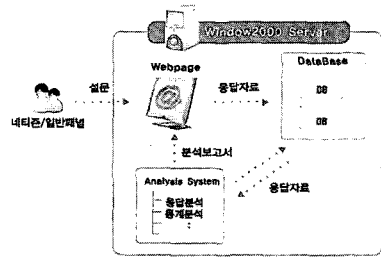 Window2000 Server
Webpage
DataBase
설문
응답자료
DB
DB
네티즌/일반패널
분석보고서
Analysis System
응답분석
통계분석
응답자료